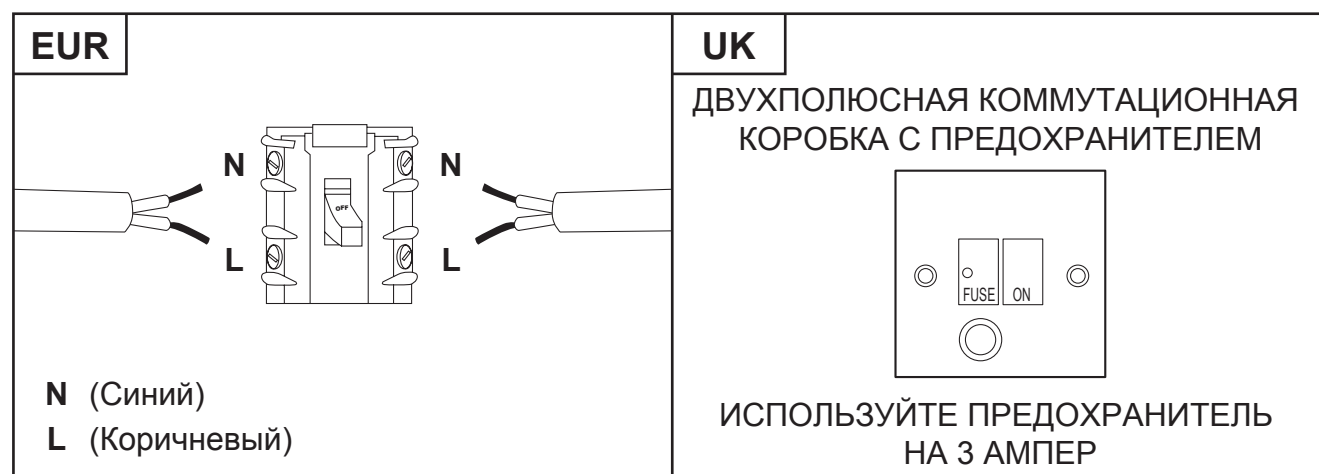 EUR
N
N
OFF
L
L
N (Синий)
L (Коричневый)
UK
ДВУХПОЛЮСНАЯ КОММУТАЦИОННАЯ
КОРОБКА С ПРЕДОХРАНИТЕЛЕМ
FUSE ON
ИСПОЛЬЗУЙТЕ ПРЕДОХРАНИТЕЛЬ
НА 3 АМПЕР